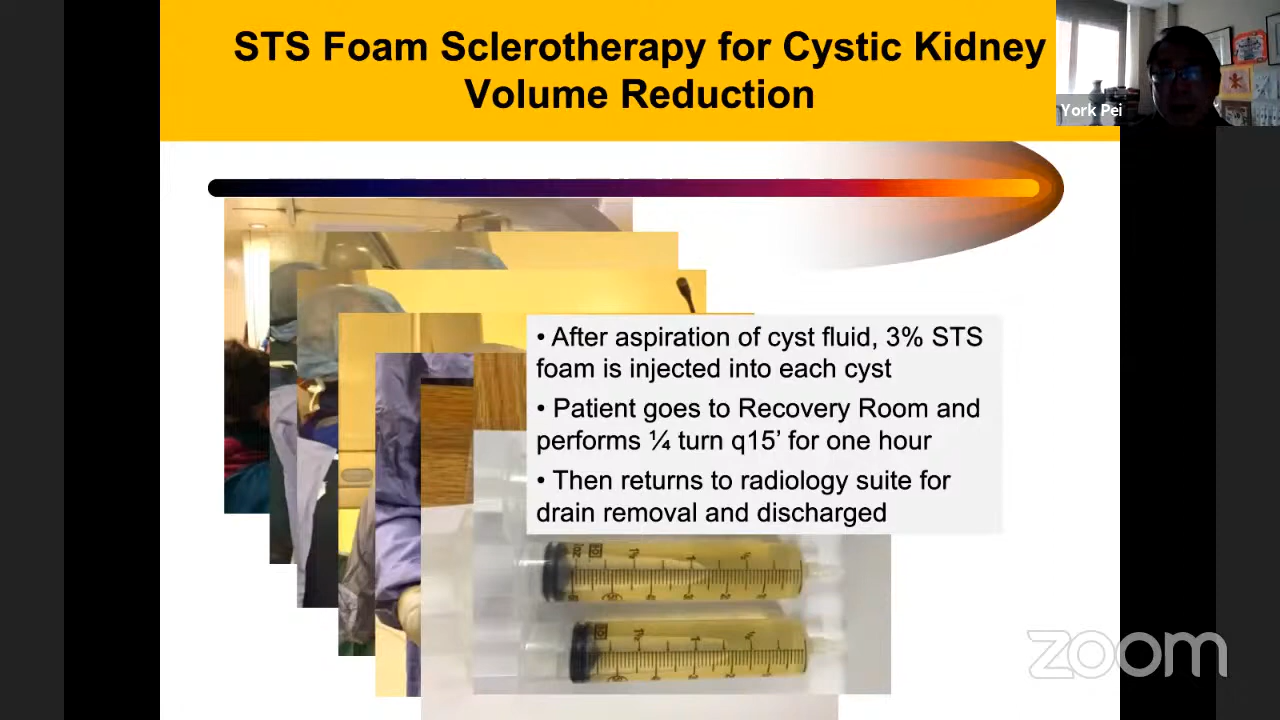 STS Foam Sclerotherapy for Cystic Kidney
Volume Reduction
York Pei
• After aspiration of cyst fluid, 3% STS
foam is injected into each cyst
• Patient goes to Recovery Room and
performs ¼ turn q15’ for one hour
• Then returns to radiology suite for
drain removal and discharged
zoom